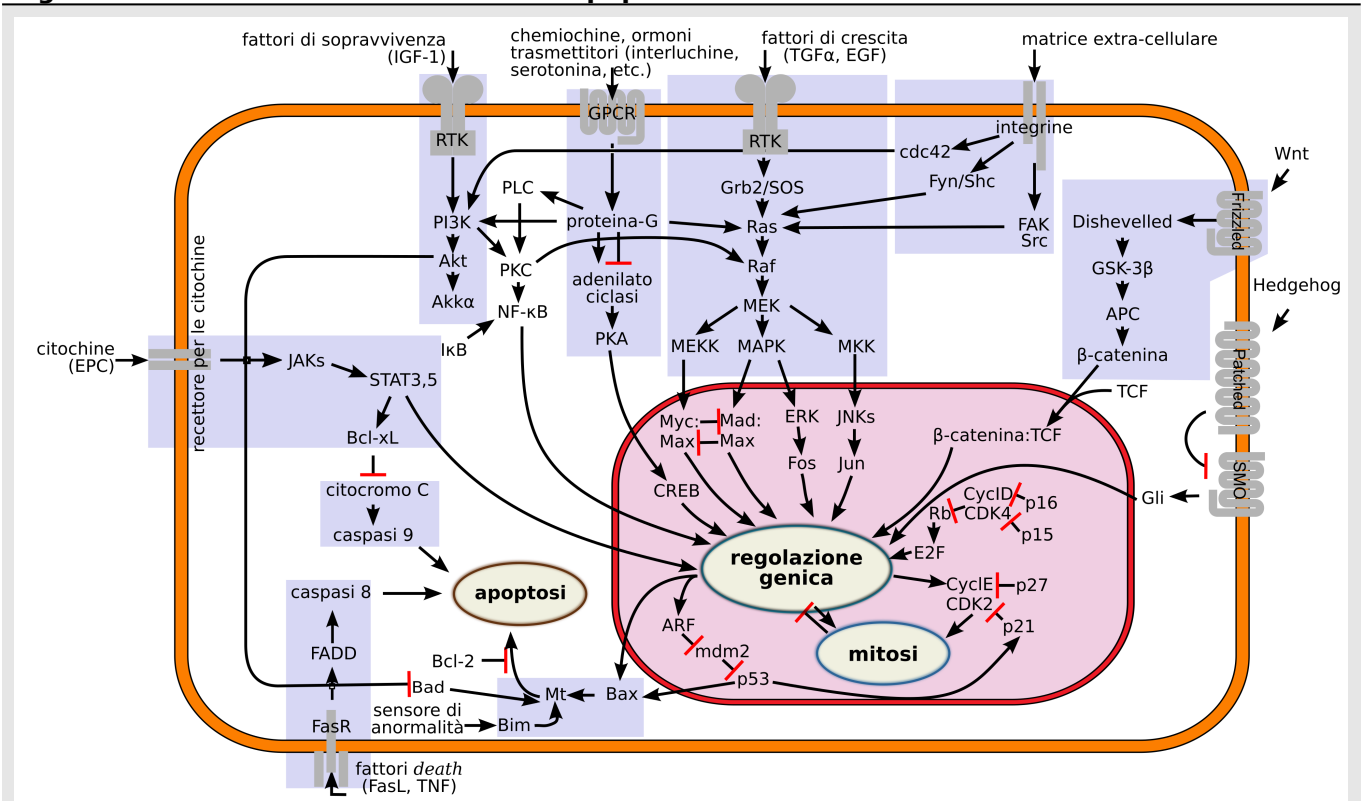 fattori di sopravvivenza
(IGF-1)
chemiochine, ormoni
trasmettitori (interluchine,
serotonina, etc.)
fattori di crescita
(TGFα, EGF)
matrice extra-cellulare
GPCR
RTK
RTK
integrine
cdc42
Fyn/Shc
FAK
Src
Wnt
Frizzled
Dishevelled
GSK-3β
APC
β-catenina
TCF
Hedgehog
Patched
SMO
Gli
PLC
PI3K
proteina-G
Grb2/SOS
Ras
Akt
PKC
Raf
adenilato
ciclasi
Akkα
NF-κB
MEK
IκB
PKA
MEKK
MAPK
MKK
citochine
(EPC)
recettore per le citochine
JAKs
STAT3,5
Bcl-xL
citocromo C
caspasi 9
Myc:
Max
Mad:
Max
ERK
JNKs
β-catenina:TCF
Fos
Jun
CREB
CycID
CDK4
p16
p15
Rb
E2F
regolazione
genica
CyclE
CDK2
p27
p21
caspasi 8
apoptosi
ARF
mdm2
p53
mitosi
FADD
Bcl-2
Bad
Mt
Bax
sensore di
anormalità
Bim
FasR
fattori death
(FasL, TNF)